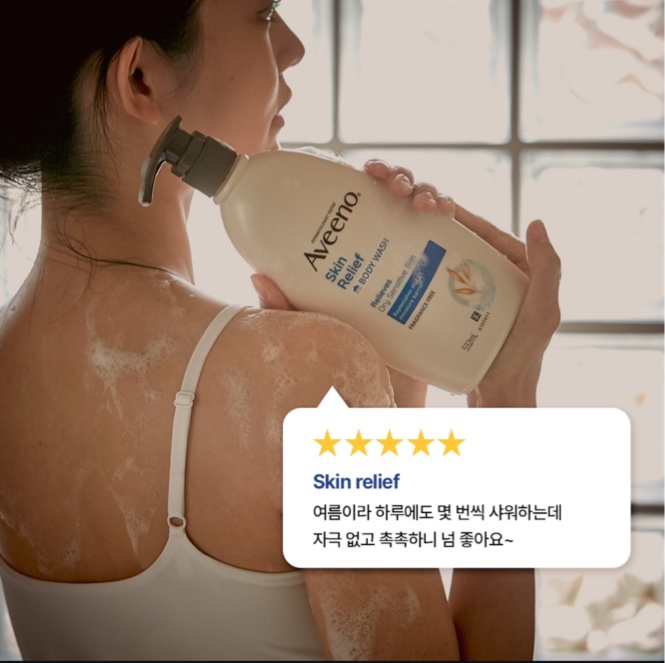 Aveeno®
Skin
Relief
BODY WASH
Relieves
Dry Sensitive Skin
FRAGRANCE FREE
532mL
Skin relief
여름이라 하루에도 몇 번씩 샤워하는데
자극 없고 촉촉하니 넘 좋아요~